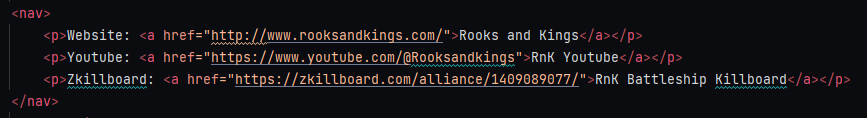 <nav>
<p>Website: <a href="http://www.rooksandkings.com/">Rooks and Kings</a></p>
<p>Youtube: <a href="https://www.youtube.com/@Rooksandkings">RnK Youtube</a></p>
<p>Zkillboard: <a href="https://zkillboard.com/alliance/1409089077/">RnK Battleship Killboard</a></p>
</nav>